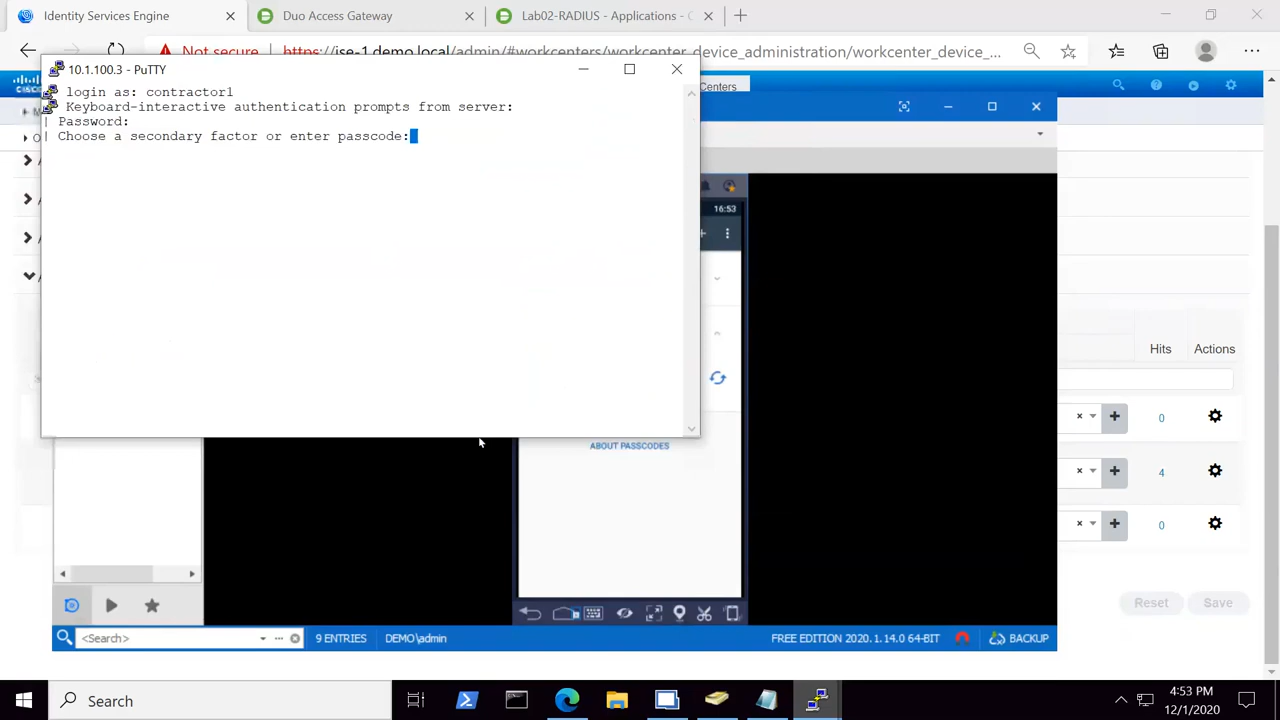 Identity Services Engine
Duo Access Gateway
Lab02-RADIUS - Applications -
Not secure
https://ise-1.demo.local/admin/#workcenters/workcenter_device_administration/workcenter_device_...
10.1.100.3 - PuTTY
Centers
login as: contractor1
Keyboard-interactive authentication prompts from server:
| Password:
| Choose a secondary factor or enter passcode:
16:53
Hits
Actions
0
ABOUT PASSCODES
4
0
Reset
Save
<Search>
9 ENTRIES
DEMO\admin
FREE EDITION 2020.1.14.0 64-BIT
BACKUP
Search
4:53 PM
12/1/2020